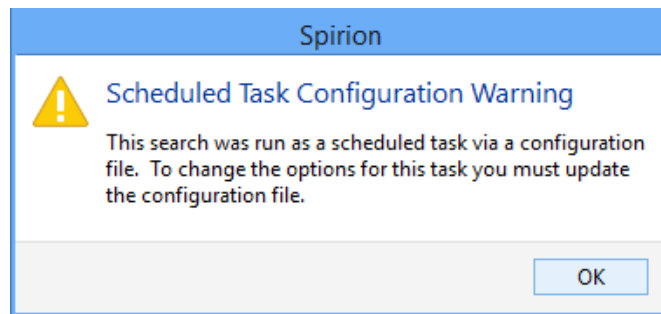 Spirion
Scheduled Task Configuration Warning
This search was run as a scheduled task via a configuration
file.  To change the options for this task you must update
the configuration file.
OK